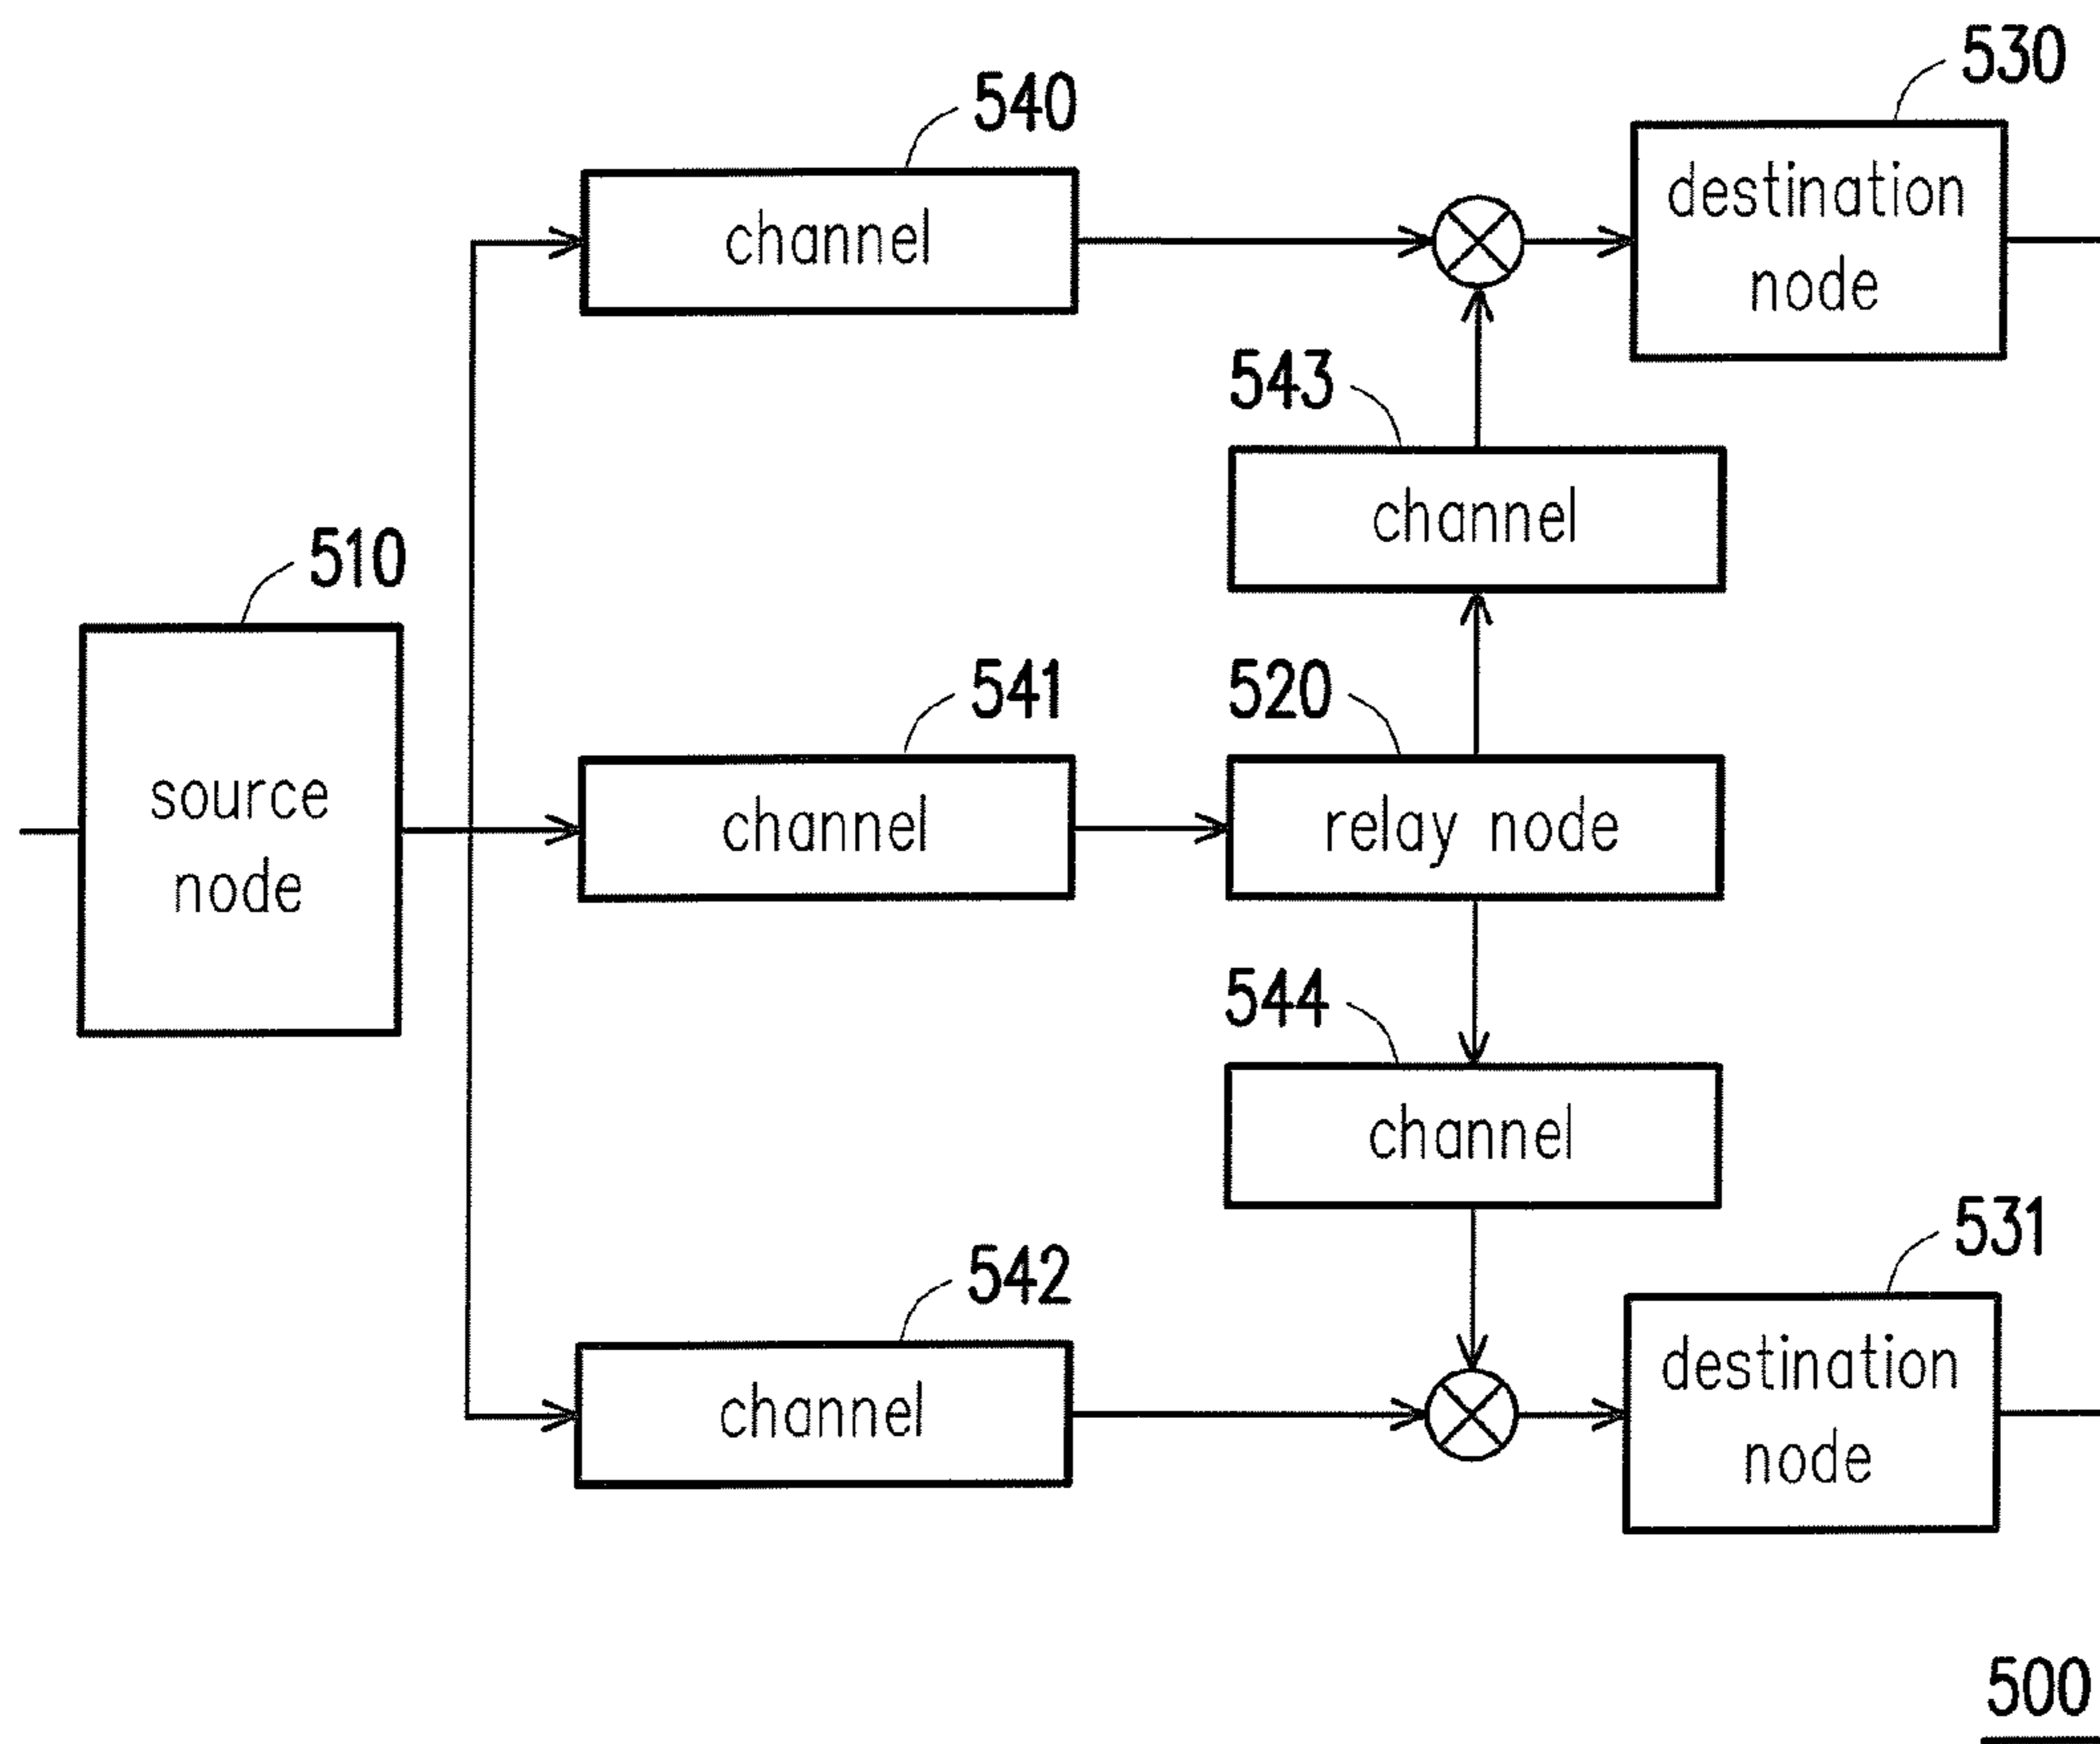 530
540
destination
node
channel
543
channel
510
541
520
source
node
channel
relay node
544
channel
531
542
destination
node
channel
500